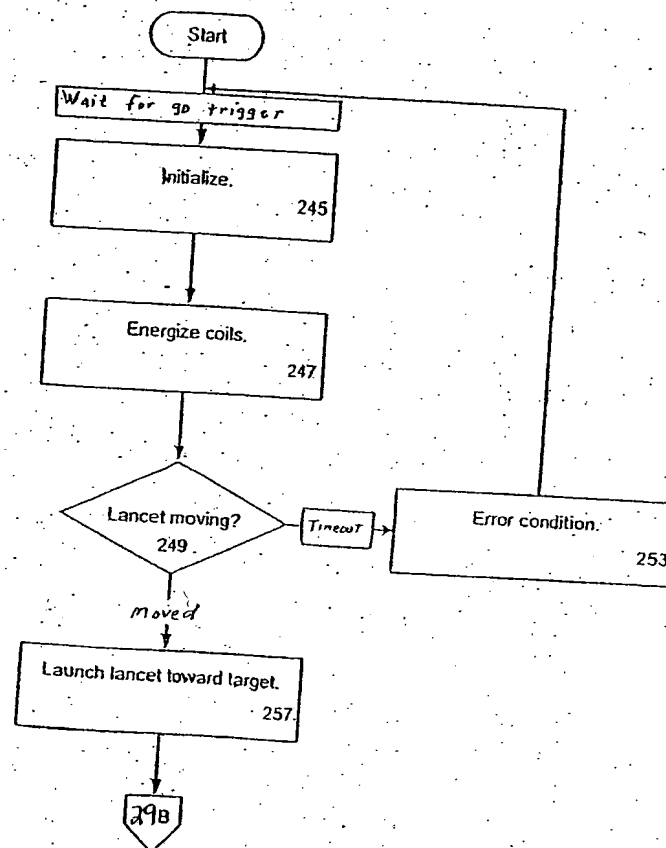 Start
Wait for go trigger
Initialize.
245
Energize coils.
247
Lancet moving?
249
Timeout
Error condition.
253
moved
Launch lancet toward target.
257
29B